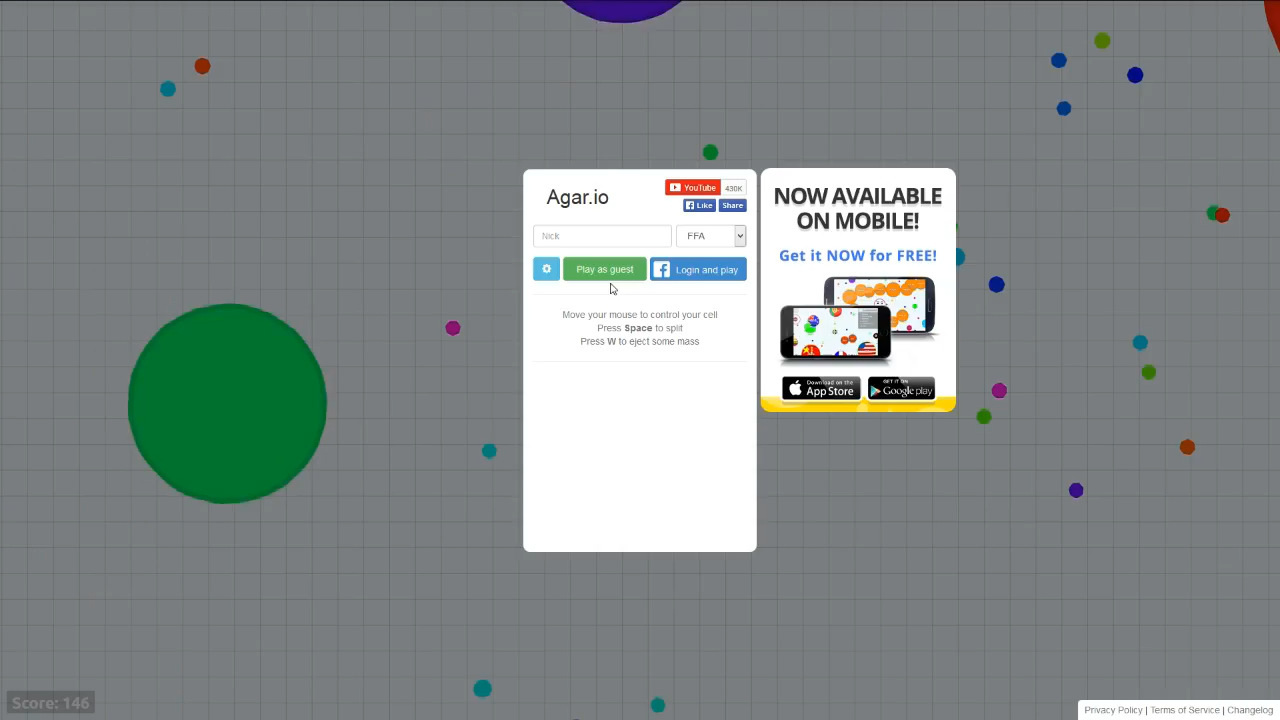 Agar.io
YouTube 430K
Like Share
Nick FFA
Play as guest Login and play
Move your mouse to control your cell
Press Space to split
Press W to eject some mass
NOW AVAILABLE
ON MOBILE!
Get it NOW for FREE!
Download on the
App Store
GET IT ON
Google play
Score: 146
Privacy Policy | Terms of Service | Changelog